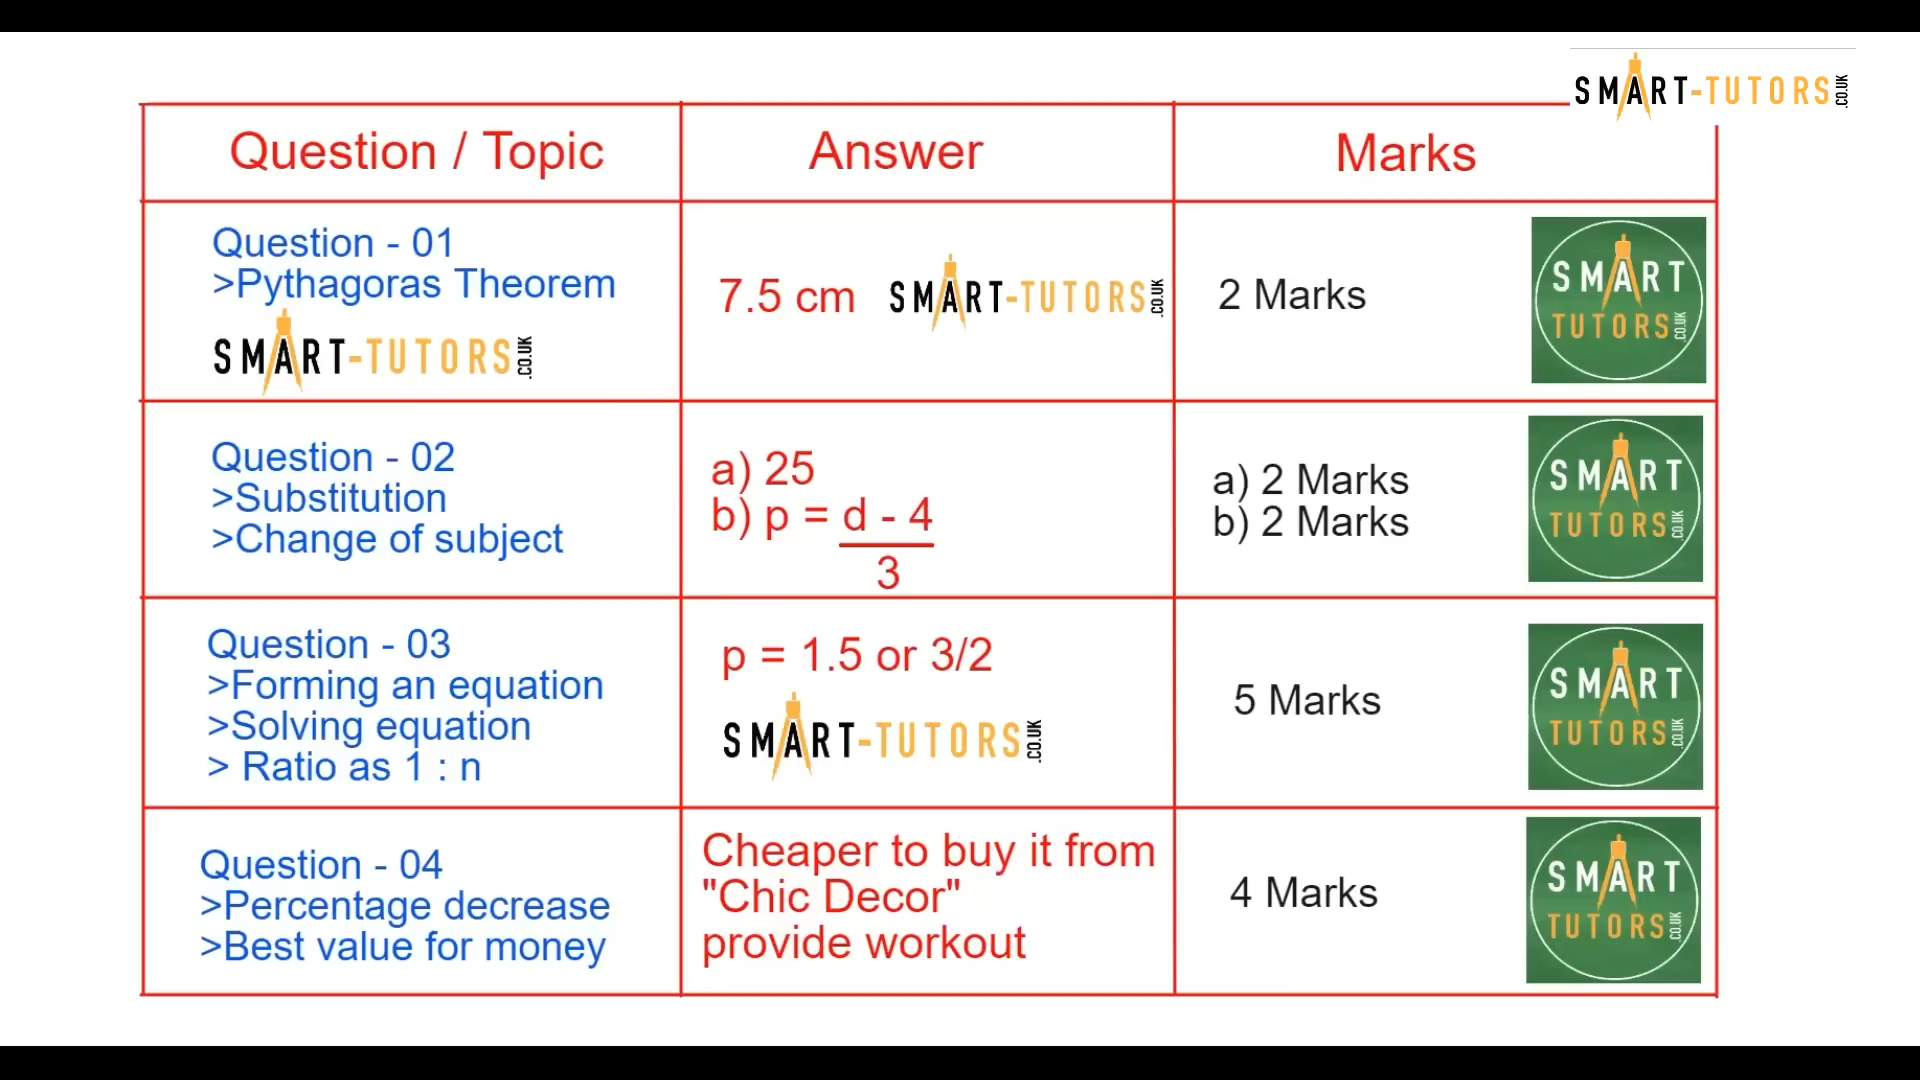 SMART-TUTORS.CO.UK
Question / Topic
Answer
Marks
Question - 01
>Pythagoras Theorem
SMART-TUTORS.CO.UK
7.5 cm
SMART-TUTORS.CO.UK
2 Marks
SMART
TUTORS.CO.UK
Question - 02
>Substitution
>Change of subject
a) 25
b) p = d - 4
3
a) 2 Marks
b) 2 Marks
SMART
TUTORS.CO.UK
Question - 03
>Forming an equation
>Solving equation
> Ratio as 1 : n
p = 1.5 or 3/2
SMART-TUTORS.CO.UK
5 Marks
SMART
TUTORS.CO.UK
Question - 04
>Percentage decrease
>Best value for money
Cheaper to buy it from
"Chic Decor"
provide workout
4 Marks
SMART
TUTORS.CO.UK